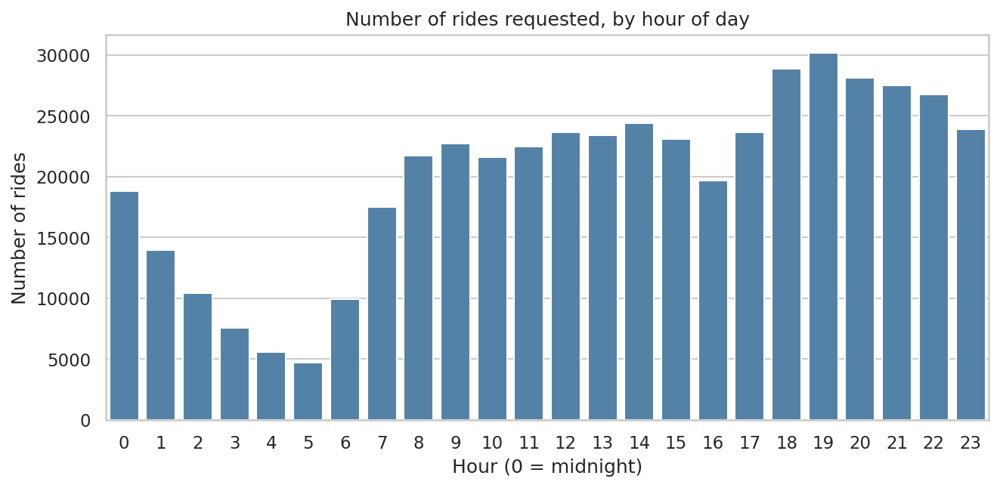 Number of rides requested, by hour of day
30000
25000
20000
15000
10000
5000
0
Number of rides
0 1 2 3 4 5 6 7 8 9 10 11 12 13 14 15 16 17 18 19 20 21 22 23
Hour (0 = midnight)